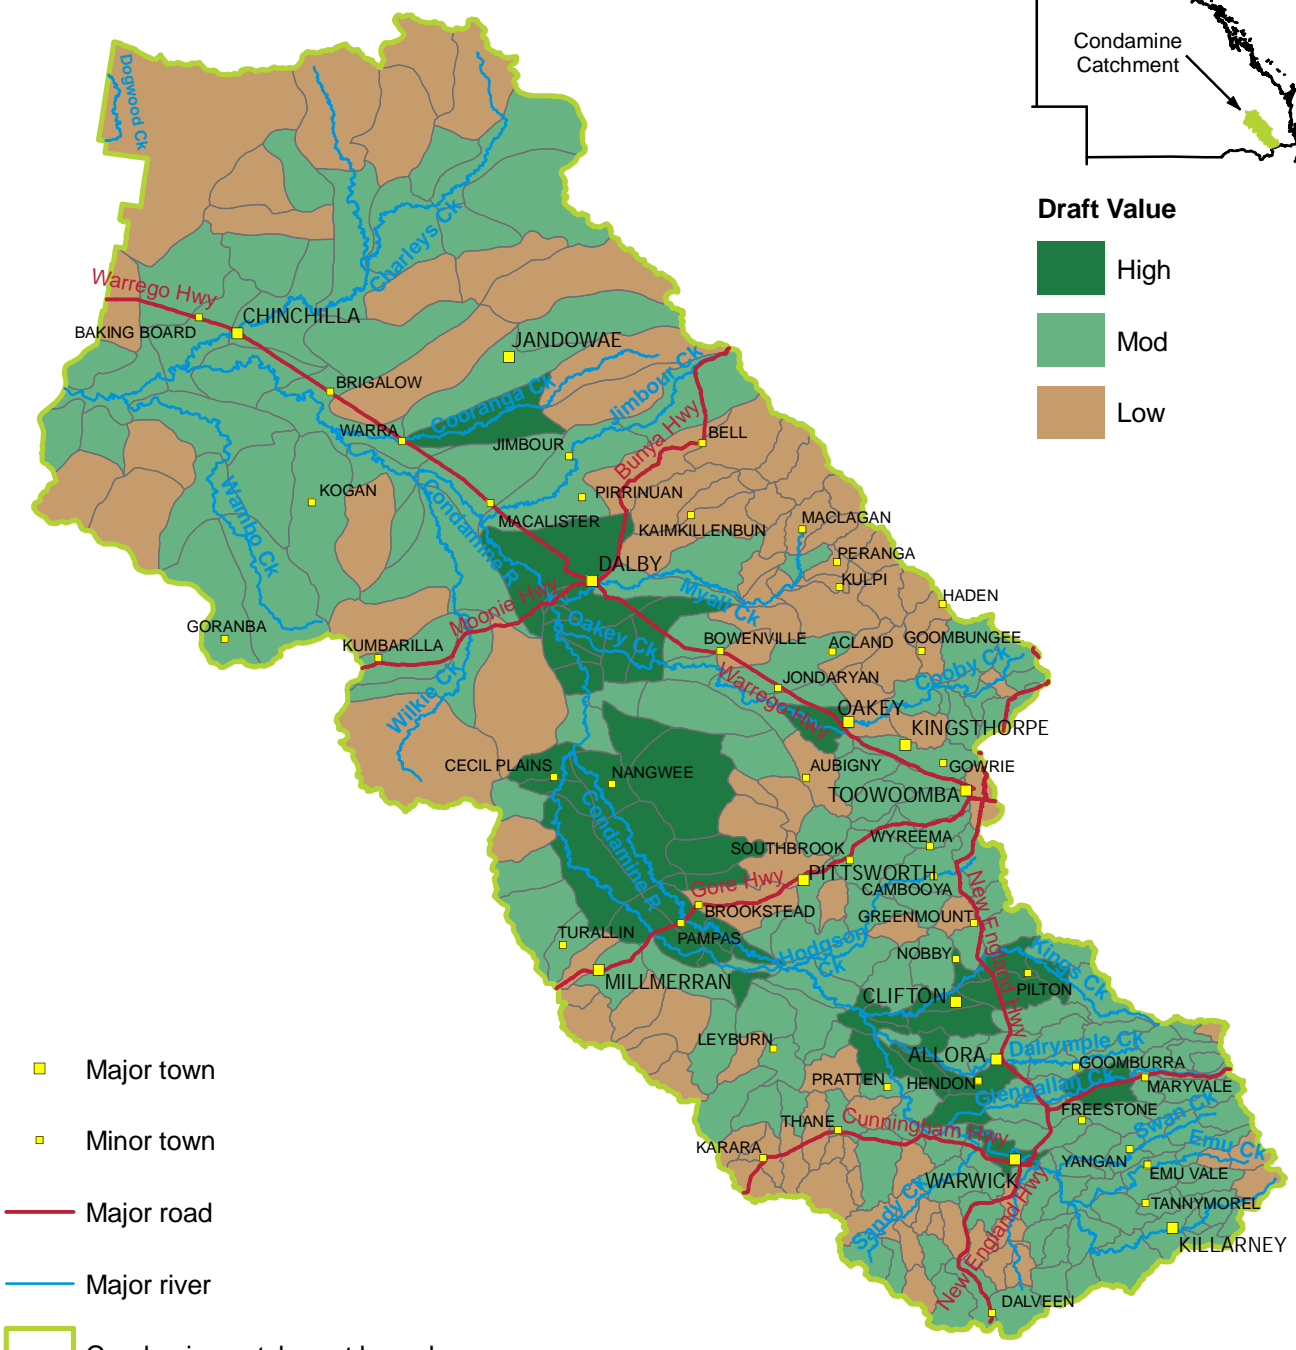 Condamine
Catchment
Draft Value
High
Mod
Low
Dogwood Ck
Charleys Ck
Warrego Hwy
CHINCHILLA
BAKING BOARD
JANDOWAE
BRIGALOW
Cooranga Ck
Jimbour Ck
WARRA
JIMBOUR
Bunya Hwy
BELL
KOGAN
PIRRINUAN
Wambo Ck
Condamine R
MACALISTER
KAIMKILLENBUN
MACLAGAN
PERANGA
DALBY
KULPI
Myall Ck
HADEN
Moonie Hwy
GORANBA
Oakey Ck
KUMBARILLA
BOWENVILLE
ACLAND
GOOMBUNGEE
Cooby Ck
Wilkie Ck
JONDARYAN
Warrego Hwy
OAKEY
KINGSTHORPE
CECIL PLAINS
NANGWEE
AUBIGNY
GOWRIE
TOOWOOMBA
Condamine R
WYREEMA
SOUTHBROOK
PITTSWORTH
Gore Hwy
CAMBOOYA
BROOKSTEAD
GREENMOUNT
New England Hwy
TURALLIN
PAMPAS
Hodgson
Ck
NOBBY
Kings Ck
MILLMERRAN
CLIFTON
PILTON
LEYBURN
ALLORA
Dalrymple Ck
GOOMBURRA
PRATTEN
HENDON
Glengallan Ck
MARYVALE
FREESTONE
THANE
Cunningham Hwy
Swan Ck
KARARA
Emu Ck
YANGAN
EMU VALE
WARWICK
TANNYMOREL
Sandy Ck
New England Hwy
KILLARNEY
DALVEEN
Major town
Minor town
Major road
Major river